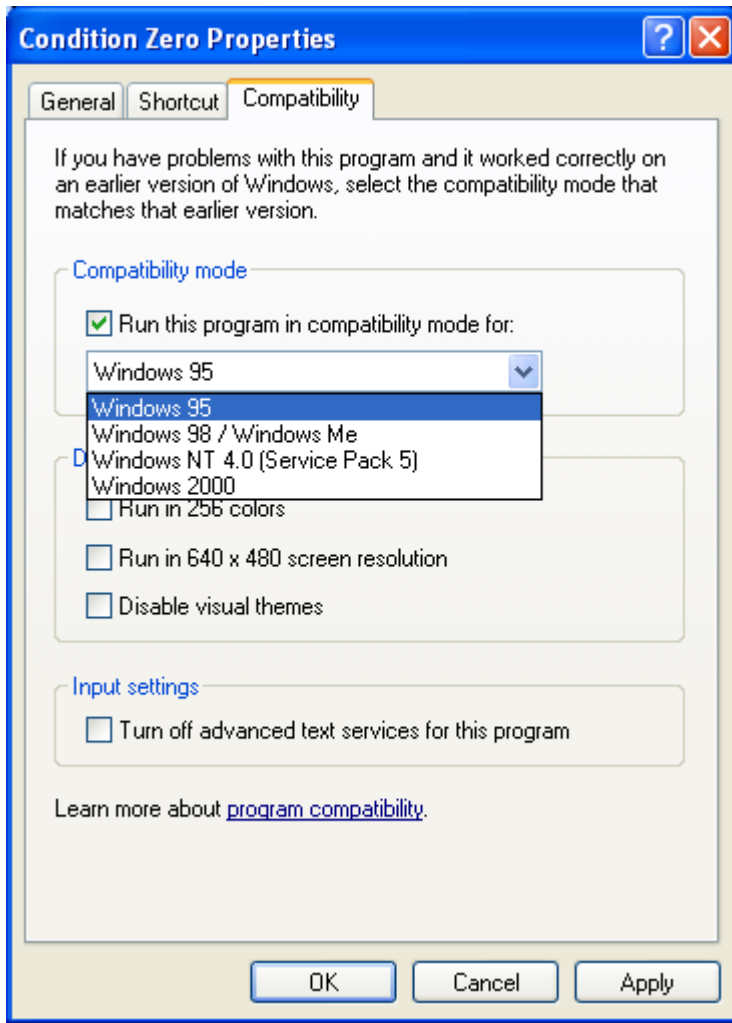 Condition Zero Properties
General Shortcut Compatibility
If you have problems with this program and it worked correctly on
an earlier version of Windows, select the compatibility mode that
matches that earlier version.
Compatibility mode
Run this program in compatibility mode for:
Windows 95
Windows 95
Windows 98 / Windows Me
D
Windows NT 4.0 (Service Pack 5)
Windows 2000
Run in 256 colors
Run in 640 x 480 screen resolution
Disable visual themes
Input settings
Turn off advanced text services for this program
Learn more about program compatibility.
OK Cancel Apply